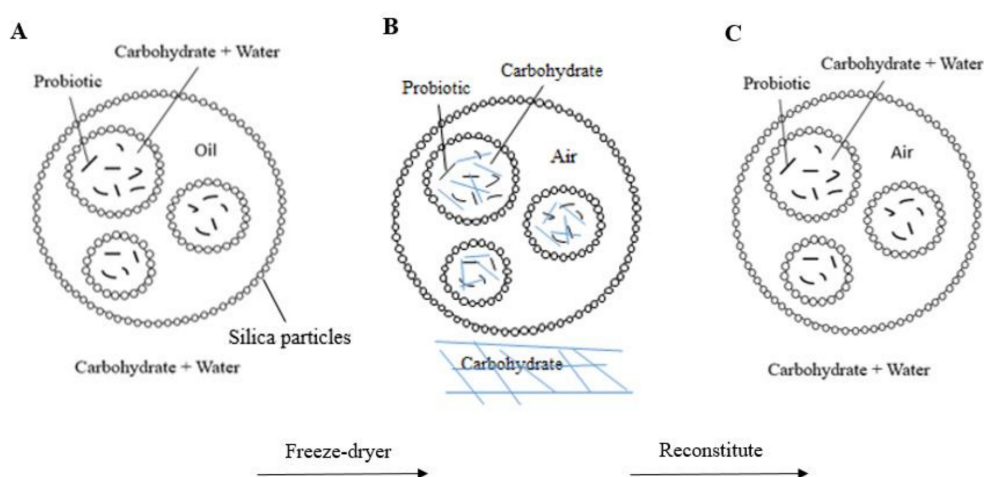 A
Carbohydrate + Water
Probiotic
Oil
Silica particles
Carbohydrate + Water
B
Probiotic
Carbohydrate
Air
Carbohydrate
C
Carbohydrate + Water
Probiotic
Air
Carbohydrate + Water
Freeze-dryer
Reconstitute